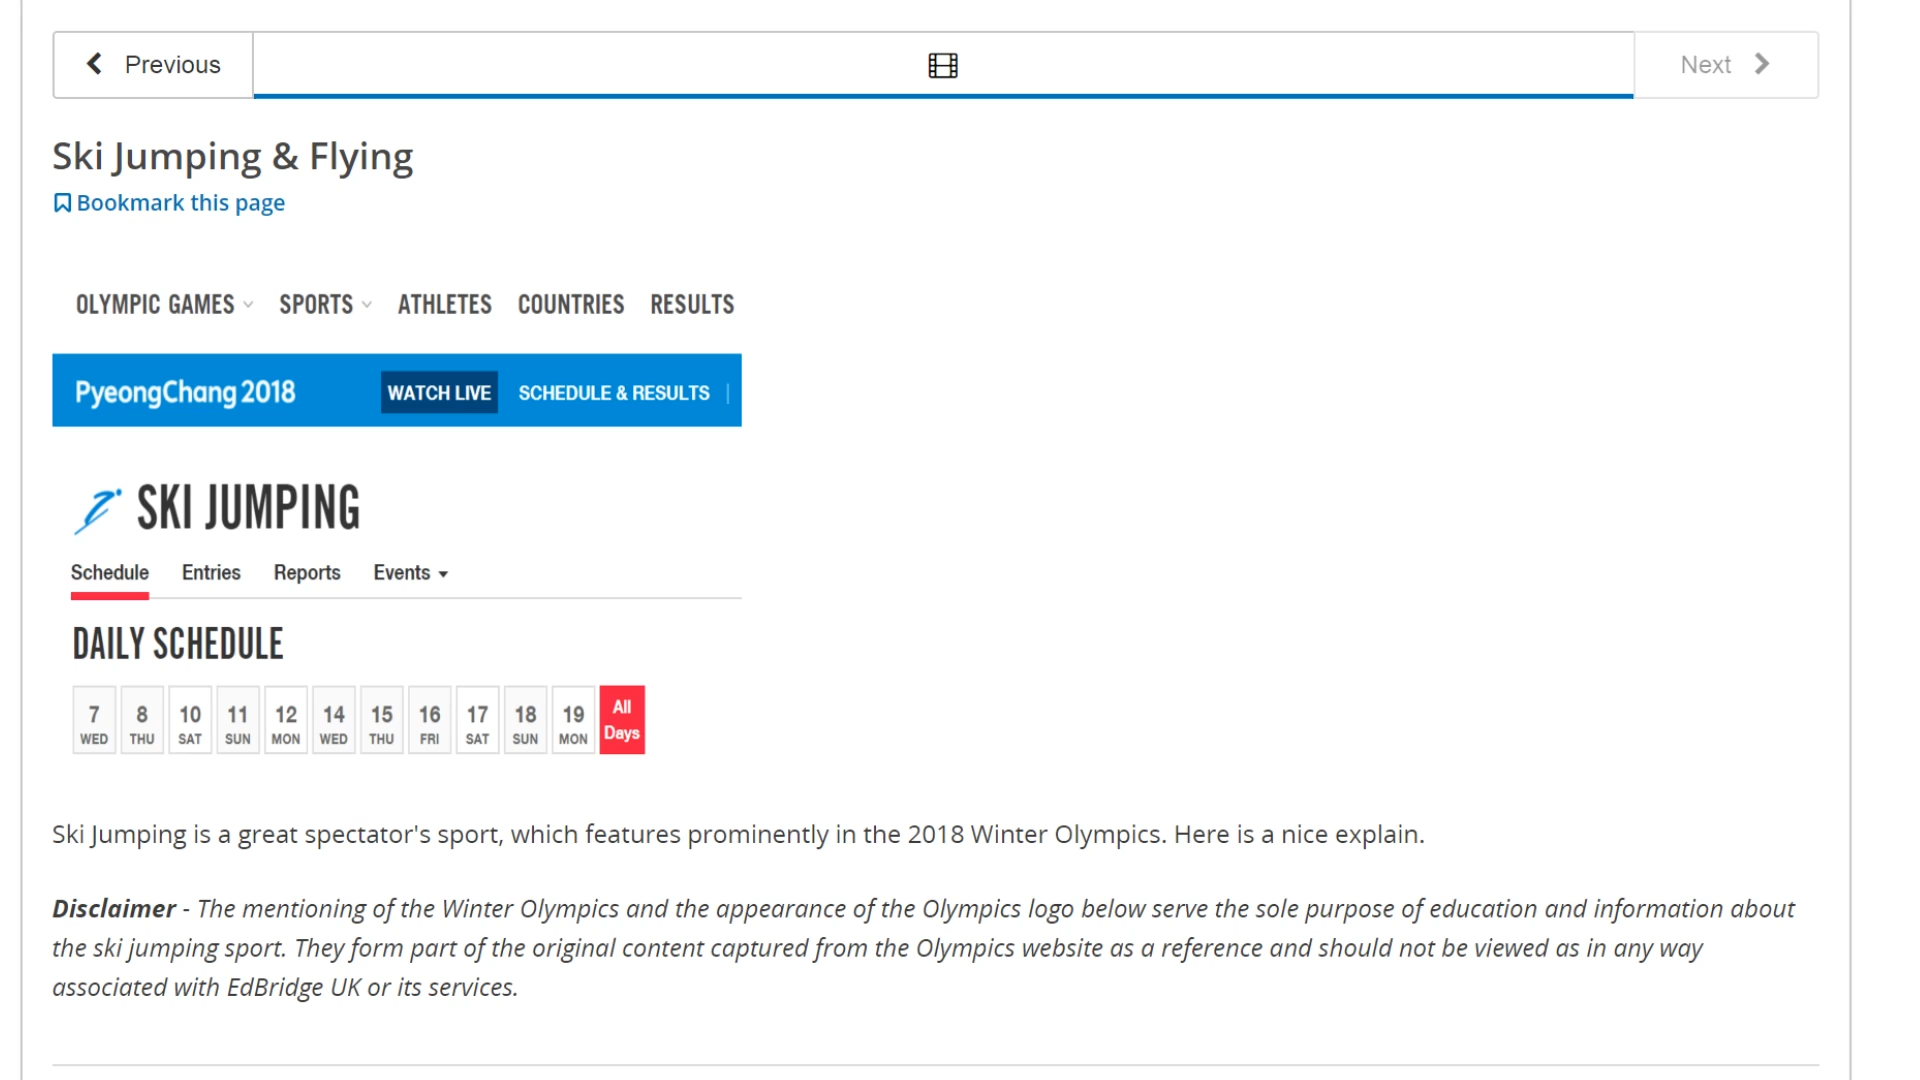 Previous
Next
Ski Jumping & Flying
Bookmark this page
OLYMPIC GAMES SPORTS ATHLETES COUNTRIES RESULTS
PyeongChang 2018 WATCH LIVE SCHEDULE & RESULTS
SKI JUMPING
Schedule Entries Reports Events
DAILY SCHEDULE
7 8 10 11 12 14 15 16 17 18 19 All
WED THU SAT SUN MON WED THU FRI SAT SUN MON Days
Ski Jumping is a great spectator's sport, which features prominently in the 2018 Winter Olympics. Here is a nice explain.
Disclaimer - The mentioning of the Winter Olympics and the appearance of the Olympics logo below serve the sole purpose of education and information about
the ski jumping sport. They form part of the original content captured from the Olympics website as a reference and should not be viewed as in any way
associated with EdBridge UK or its services.